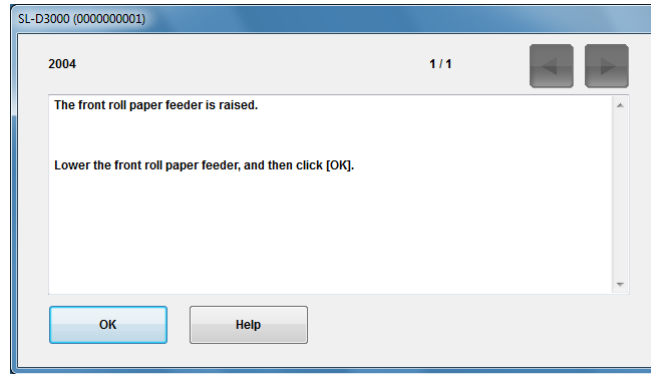 SL-D3000 (0000000001)
2004 1 / 1
The front roll paper feeder is raised.
Lower the front roll paper feeder, and then click [OK].
OK Help